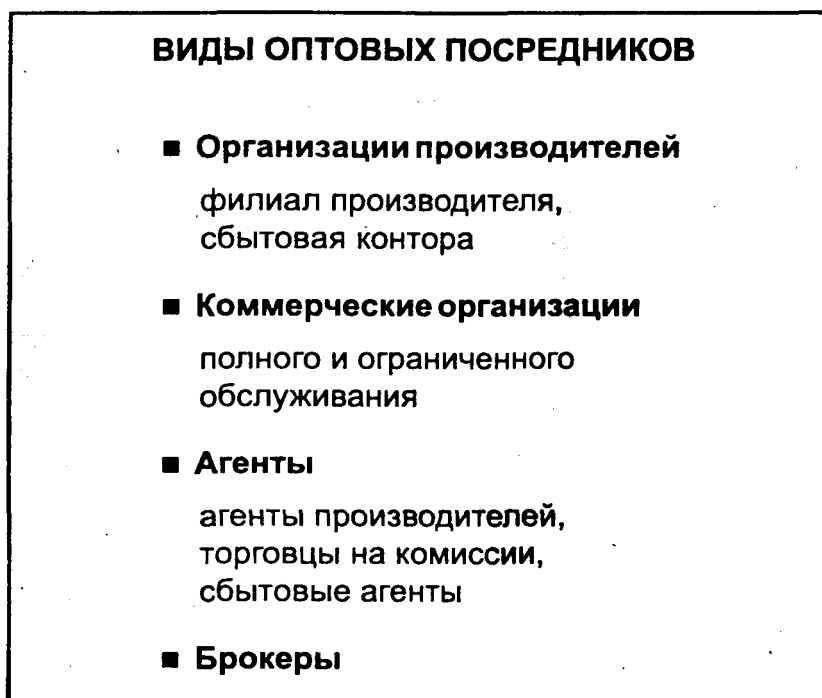 ВИДЫ ОПТОВЫХ ПОСРЕДНИКОВ
■ Организации производителей
филиал производителя,
сбытовая контора
■ Коммерческие организации
полного и ограниченного
обслуживания
■ Агенты
агенты производителей,
торговцы на комиссии,
сбытовые агенты
■ Брокеры